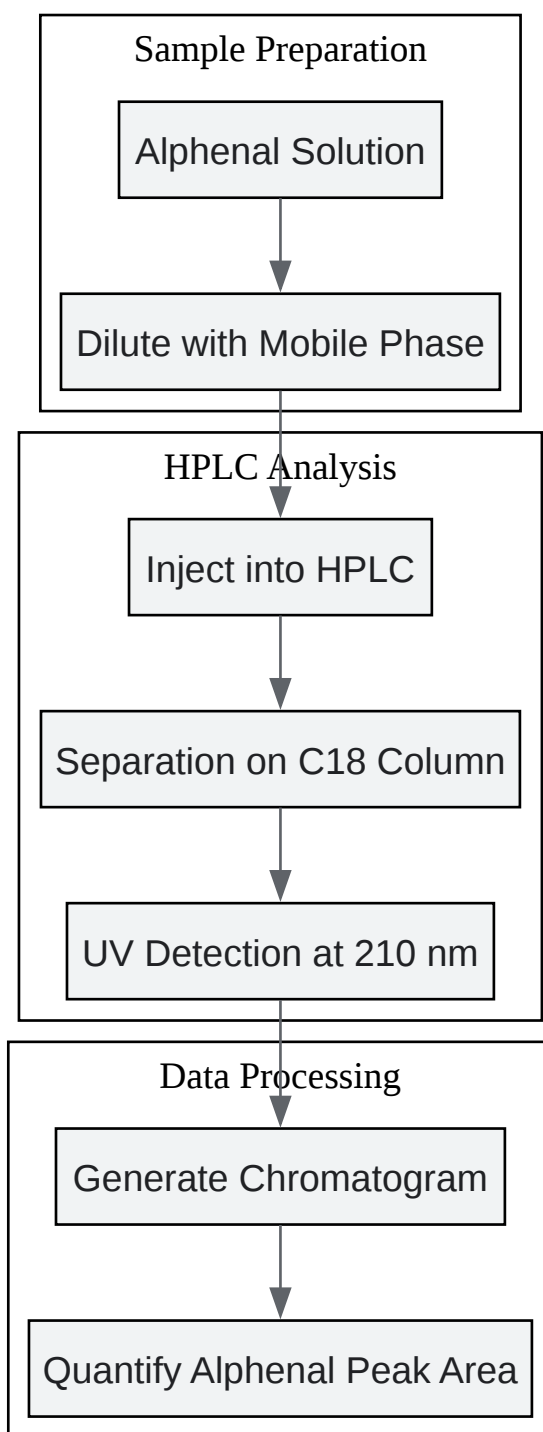 Sample Preparation
Alphenal Solution
Dilute with Mobile Phase
HPLC Analysis
Inject into HPLC
Separation on C18 Column
UV Detection at 210 nm
Data Processing
Generate Chromatogram
Quantify Alphenal Peak Area